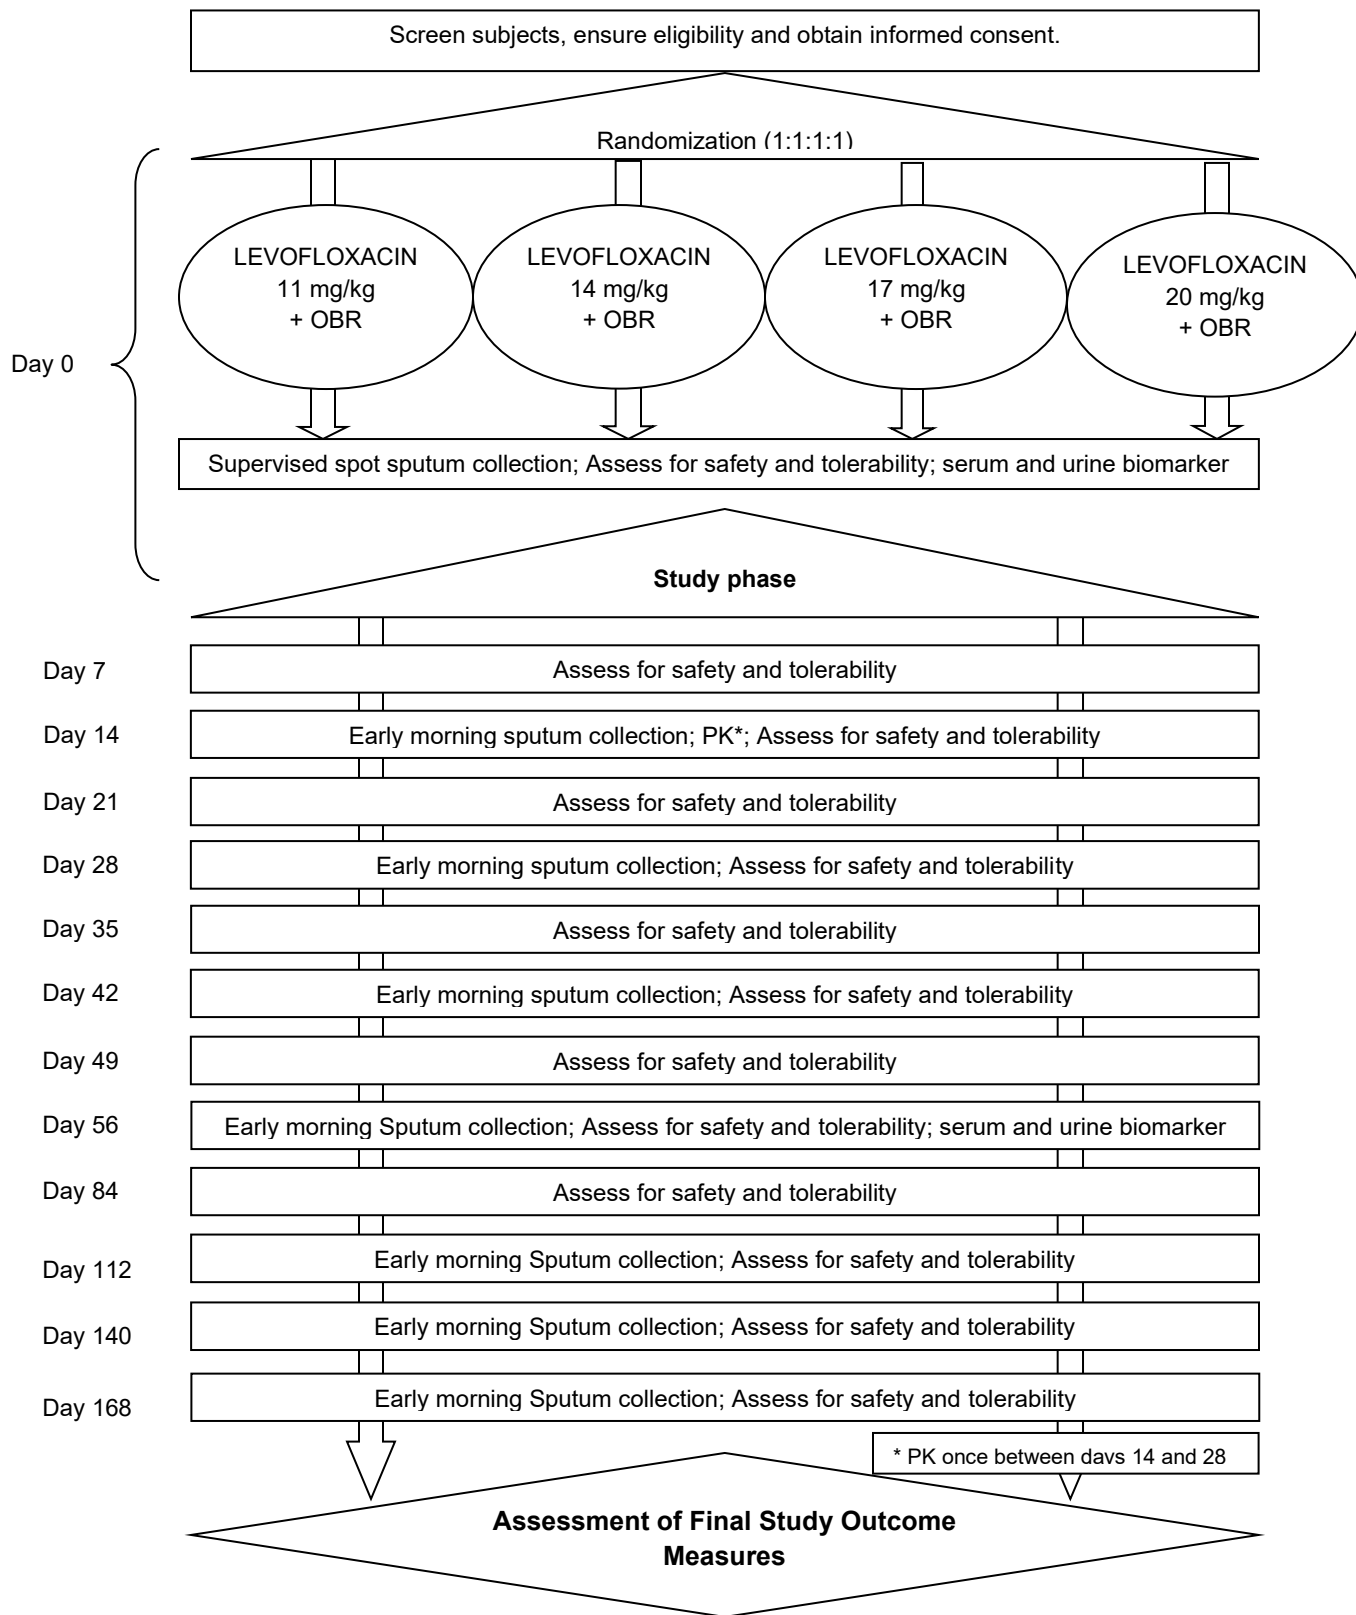 Screen subjects, ensure eligibility and obtain informed consent.
Randomization (1:1:1:1)
LEVOFLOXACIN
11 mg/kg
+ OBR
LEVOFLOXACIN
14 mg/kg
+ OBR
LEVOFLOXACIN
17 mg/kg
+ OBR
LEVOFLOXACIN
20 mg/kg
+ OBR
Day 0
Supervised spot sputum collection; Assess for safety and tolerability; serum and urine biomarker
Study phase
Day 7
Assess for safety and tolerability
Day 14
Early morning sputum collection; PK*; Assess for safety and tolerability
Day 21
Assess for safety and tolerability
Day 28
Early morning sputum collection; Assess for safety and tolerability
Day 35
Assess for safety and tolerability
Day 42
Early morning sputum collection; Assess for safety and tolerability
Day 49
Assess for safety and tolerability
Day 56
Early morning Sputum collection; Assess for safety and tolerability; serum and urine biomarker
Day 84
Assess for safety and tolerability
Day 112
Early morning Sputum collection; Assess for safety and tolerability
Day 140
Early morning Sputum collection; Assess for safety and tolerability
Day 168
Early morning Sputum collection; Assess for safety and tolerability
* PK once between days 14 and 28
Assessment of Final Study Outcome
Measures